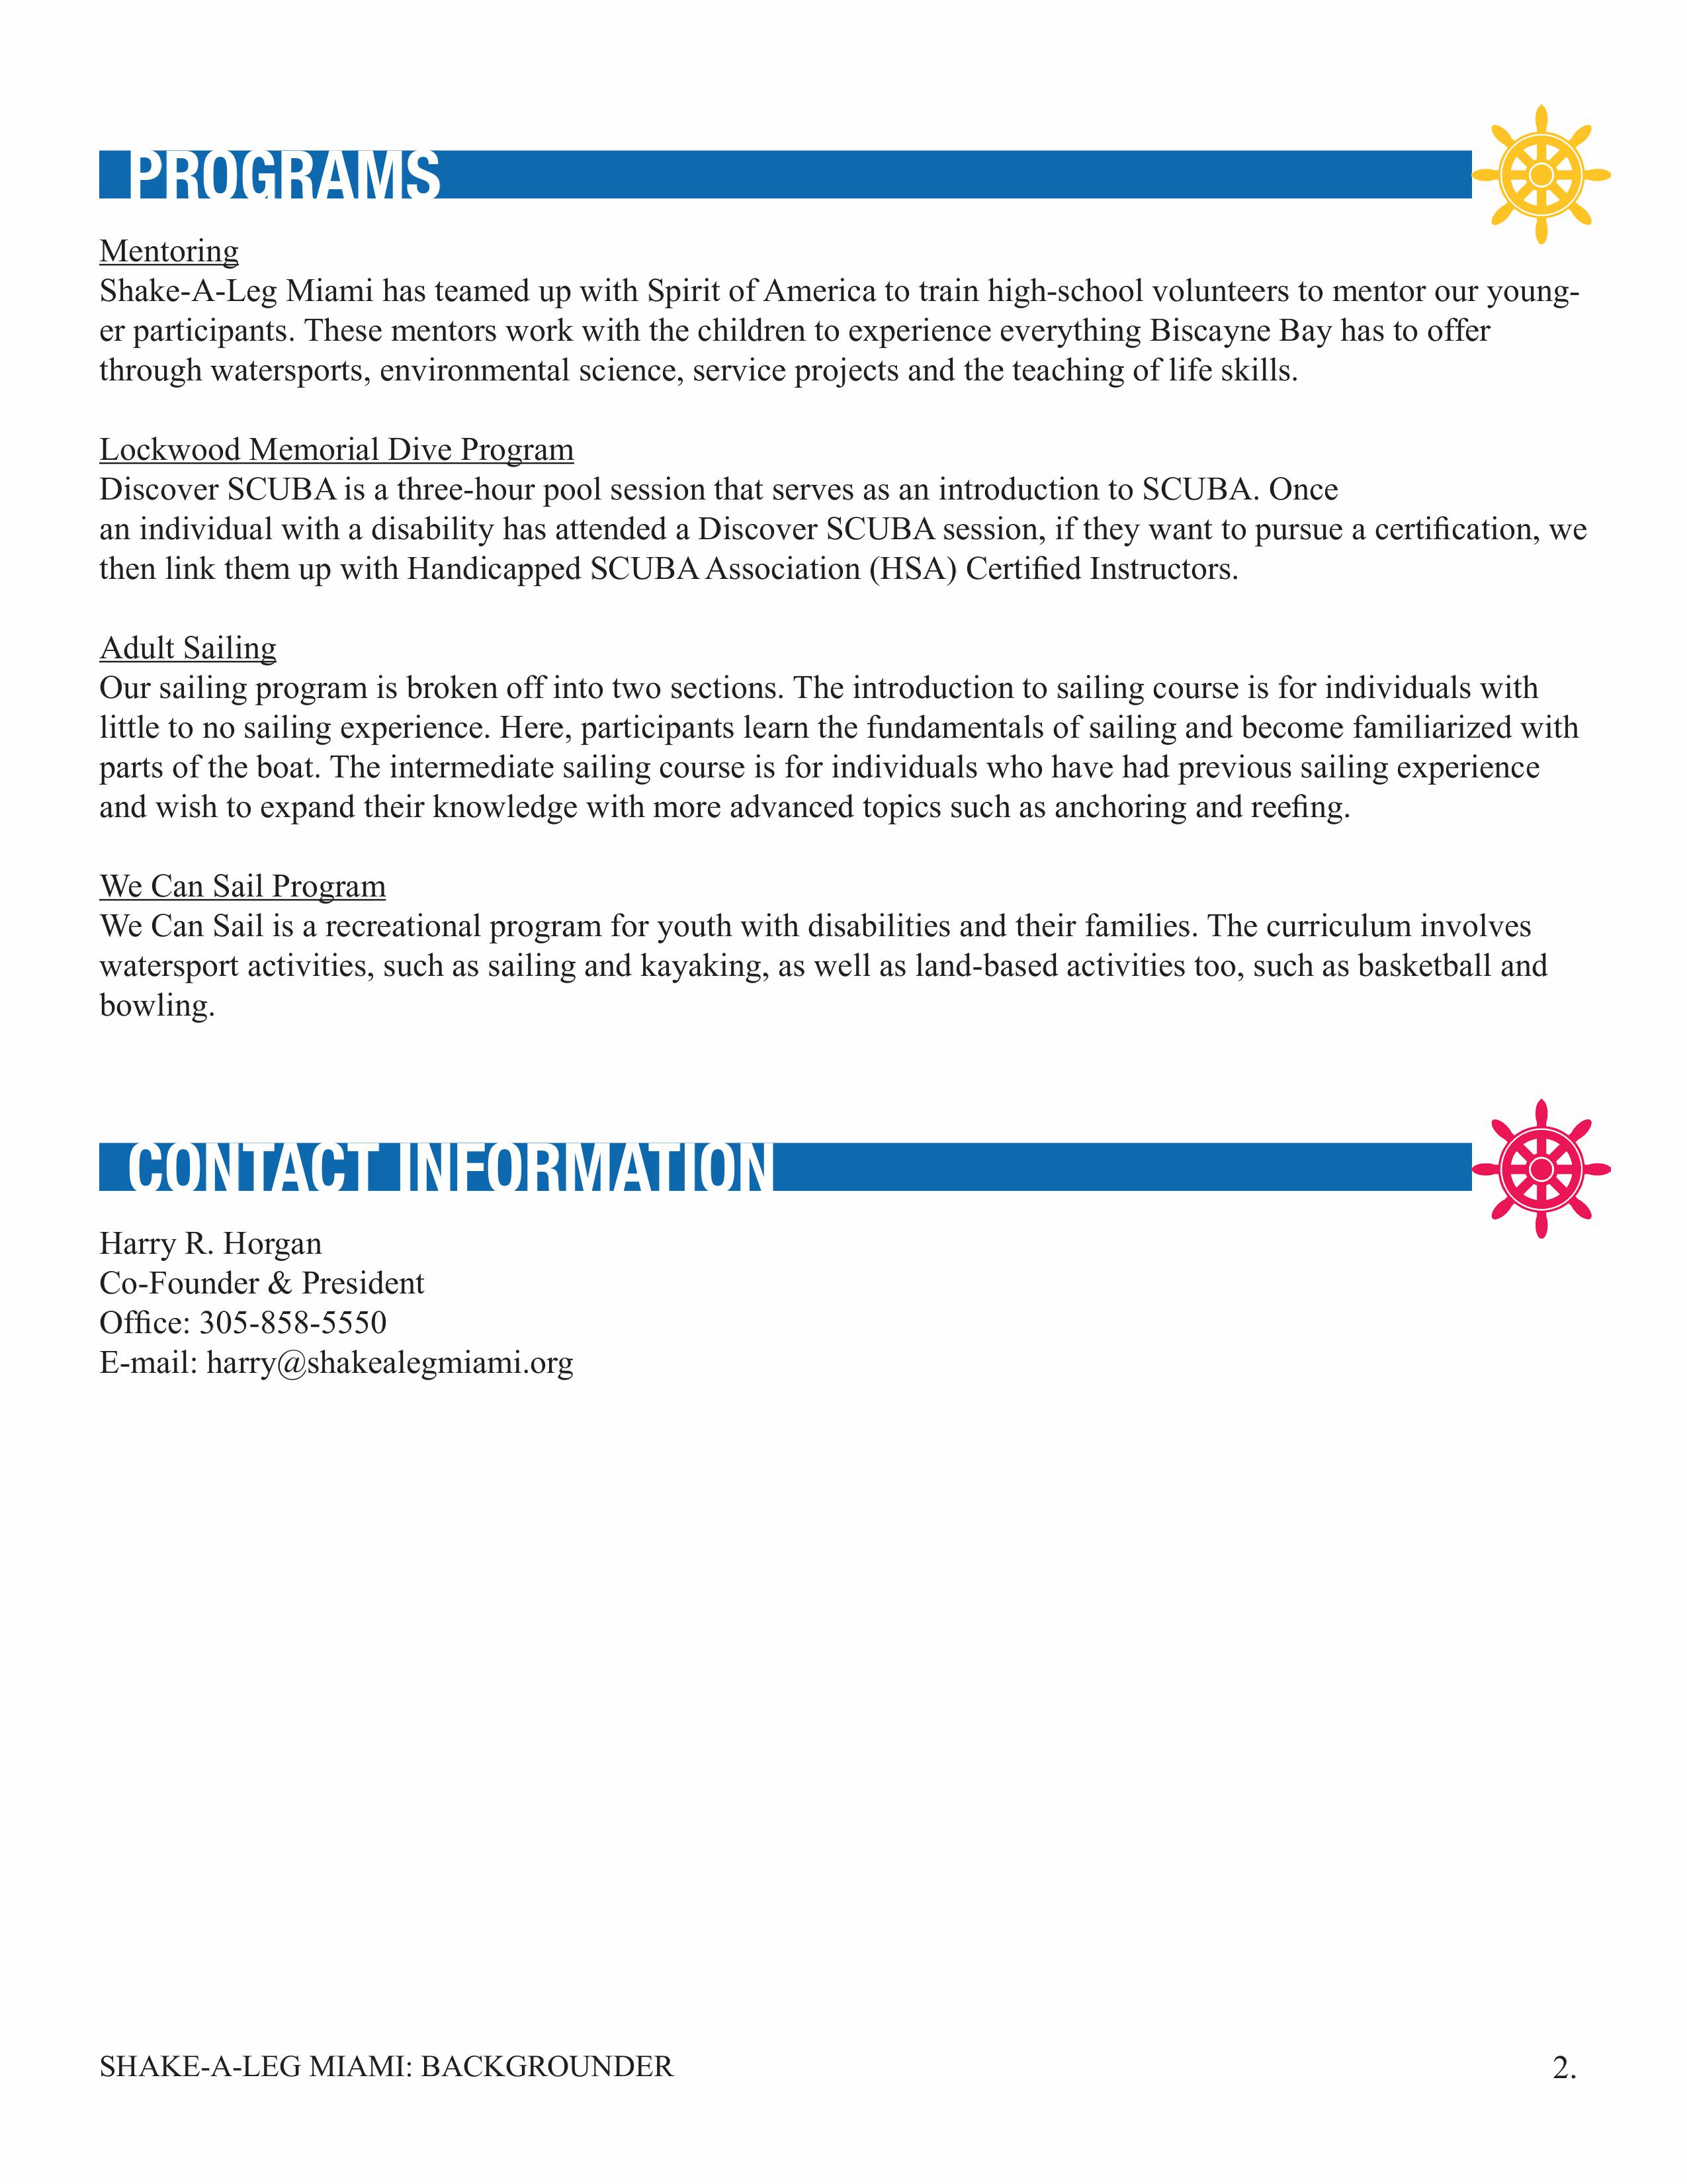 PROGRAMS
Mentoring
Shake-A-Leg Miami has teamed up with Spirit of America to train high-school volunteers to mentor our young-
er participants. These mentors work with the children to experience everything Biscayne Bay has to offer
through watersports, environmental science, service projects and the teaching of life skills.
Lockwood Memorial Dive Program
Discover SCUBA is a three-hour pool session that serves as an introduction to SCUBA. Once
an individual with a disability has attended a Discover SCUBA session, if they want to pursue a certification, we
then link them up with Handicapped SCUBA Association (HSA) Certified Instructors.
Adult Sailing
Our sailing program is broken off into two sections. The introduction to sailing course is for individuals with
little to no sailing experience. Here, participants learn the fundamentals of sailing and become familiarized with
parts of the boat. The intermediate sailing course is for individuals who have had previous sailing experience
and wish to expand their knowledge with more advanced topics such as anchoring and reefing.
We Can Sail Program
We Can Sail is a recreational program for youth with disabilities and their families. The curriculum involves
watersport activities, such as sailing and kayaking, as well as land-based activities too, such as basketball and
bowling.
CONTACT INFORMATION
Harry R. Horgan
Co-Founder & President
Office: 305-858-5550
E-mail: harry@shakealegmiami.org
SHAKE-A-LEG MIAMI: BACKGROUNDER 2.